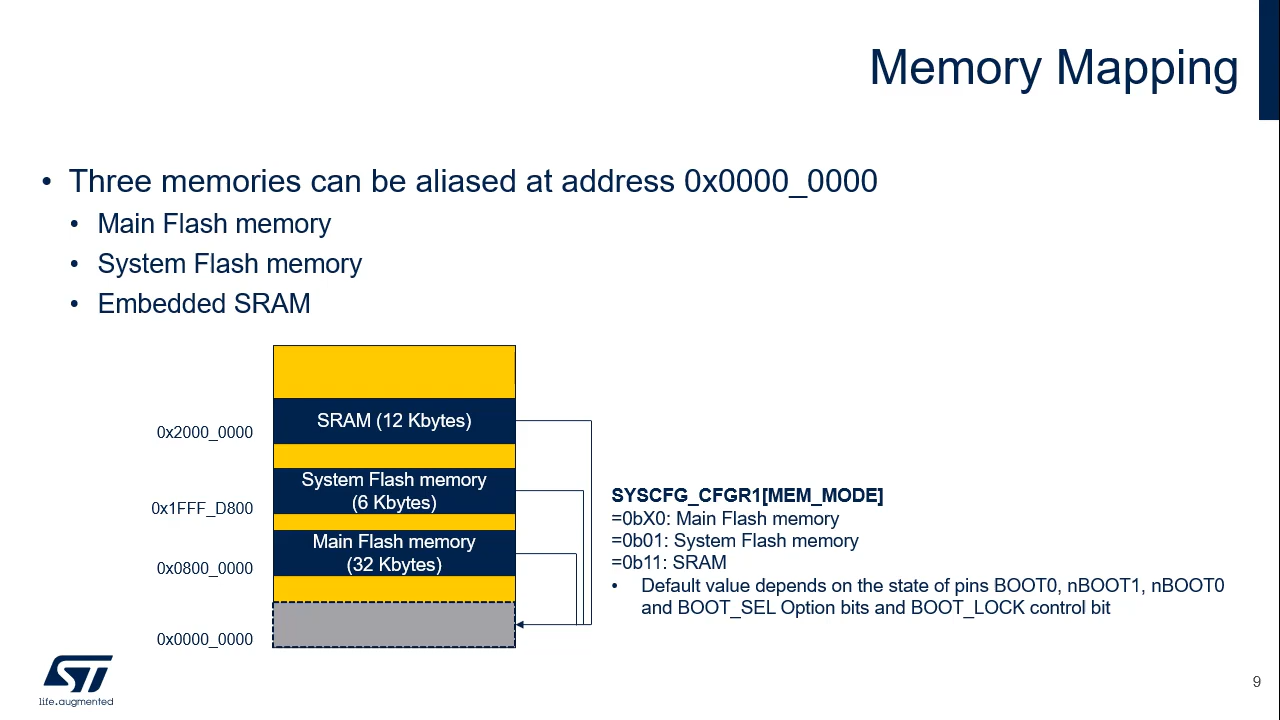 Memory Mapping
• Three memories can be aliased at address 0x0000_0000
• Main Flash memory
• System Flash memory
• Embedded SRAM
SRAM (12 Kbytes)
0x2000_0000
System Flash memory
(6 Kbytes)
0x1FFF_D800
Main Flash memory
(32 Kbytes)
0x0800_0000
0x0000_0000
SYSCFG_CFGR1[MEM_MODE]
=0bX0: Main Flash memory
=0b01: System Flash memory
=0b11: SRAM
• Default value depends on the state of pins BOOT0, nBOOT1, nBOOT0
and BOOT_SEL Option bits and BOOT_LOCK control bit
ST
life.augmented
9